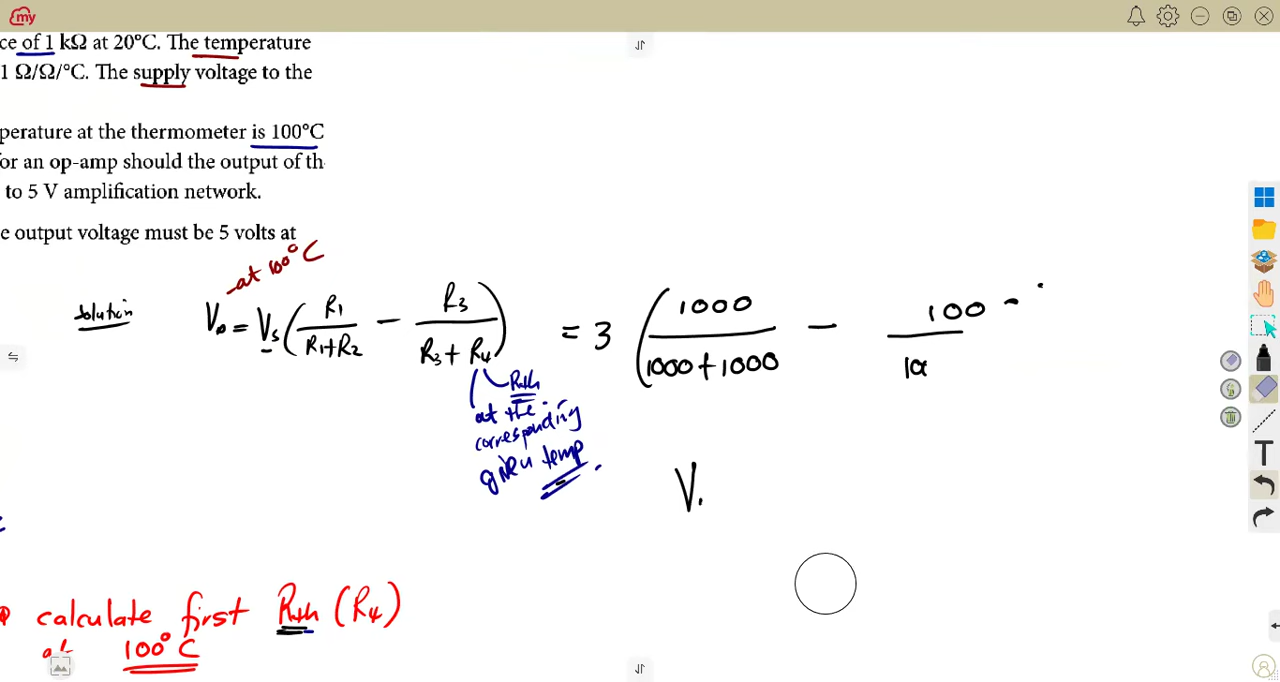 my
ce of 1 kΩ at 20°C. The temperature
1 Ω/Ω/°C. The supply voltage to the
perature at the thermometer is 100°C
for an op-amp should the output of th
to 5 V amplification network.
e output voltage must be 5 volts at
at 100°C
solution
Vo = Vs ( R1 / R1+R2 − R3 / R3 + R4 ) = 3 ( 1000 / 1000+1000 − 100 /
Rth
at the
corresponding
given temp
V.
calculate first Rth (R4)
at 100°C
T